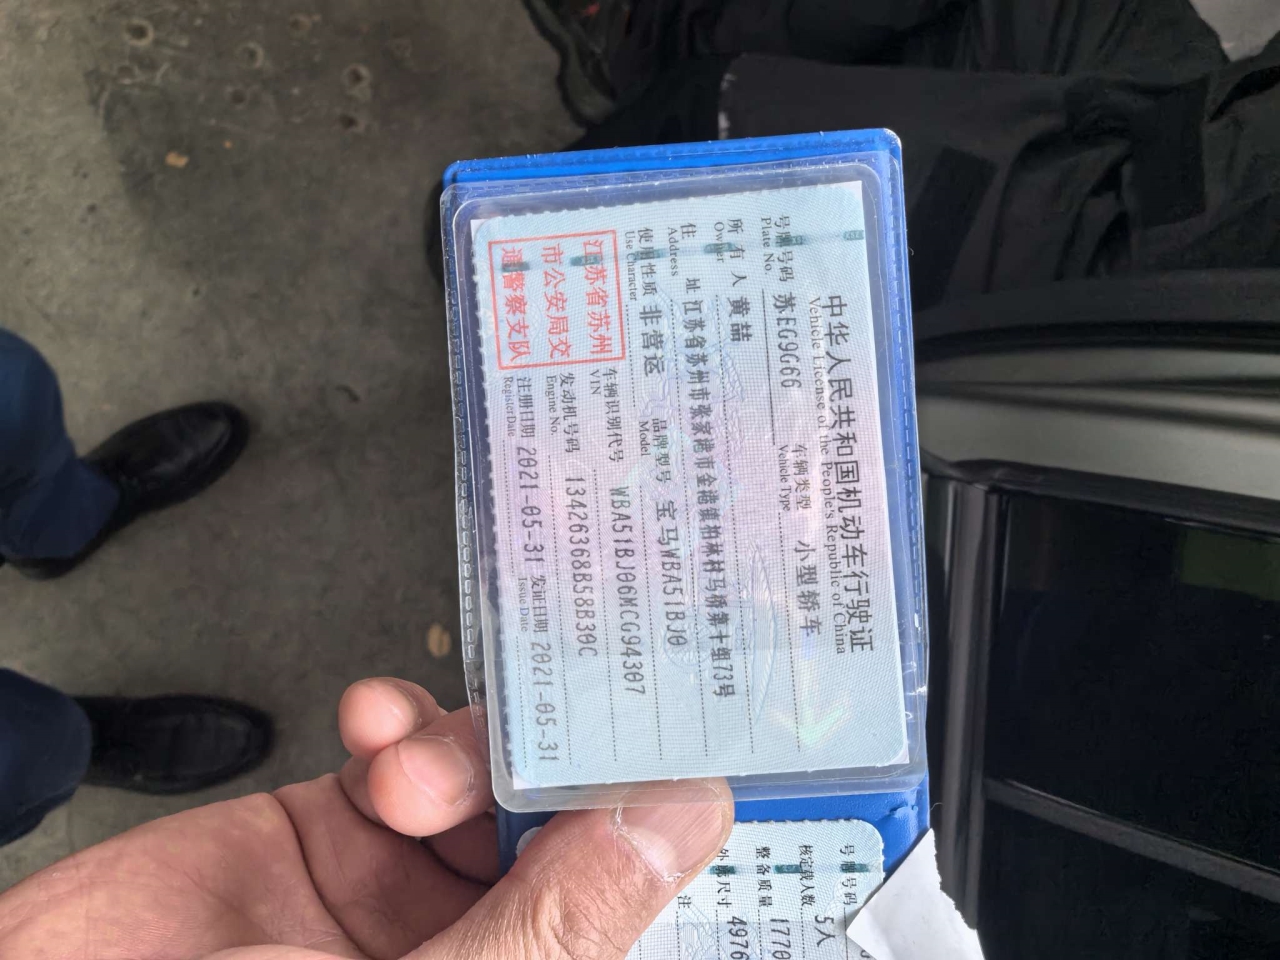 中华人民共和国机动车行驶证
Vehicle License of the People's Republic of China
号牌号码 苏EG9G66 车辆类型 小型轿车
Plate No. Vehicle Type
所有人 黄喆
Owner
住址 江苏省苏州市张家港市金港镇柏林村马桥第十组73号
Address
使用性质 非营运 品牌型号 宝马WBA51BJ0
Use Character Model
江苏省苏州
市公安局交
通警察支队
车辆识别代号 WBA51BJ06MCG94307
VIN
发动机号码 13426368B58B30C
Engine No.
注册日期 2021-05-31 发证日期 2021-05-31
Register Date Issue Date
号牌号码
核定载人数 5人
整备质量 1770
外廓尺寸 4976
注